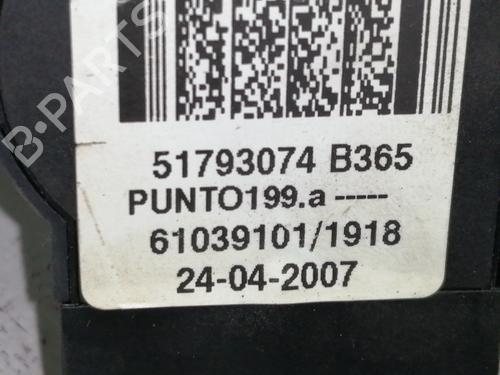 B-PARTS
51793074 B365
PUNTO199.a -----
61039101/1918
24-04-2007